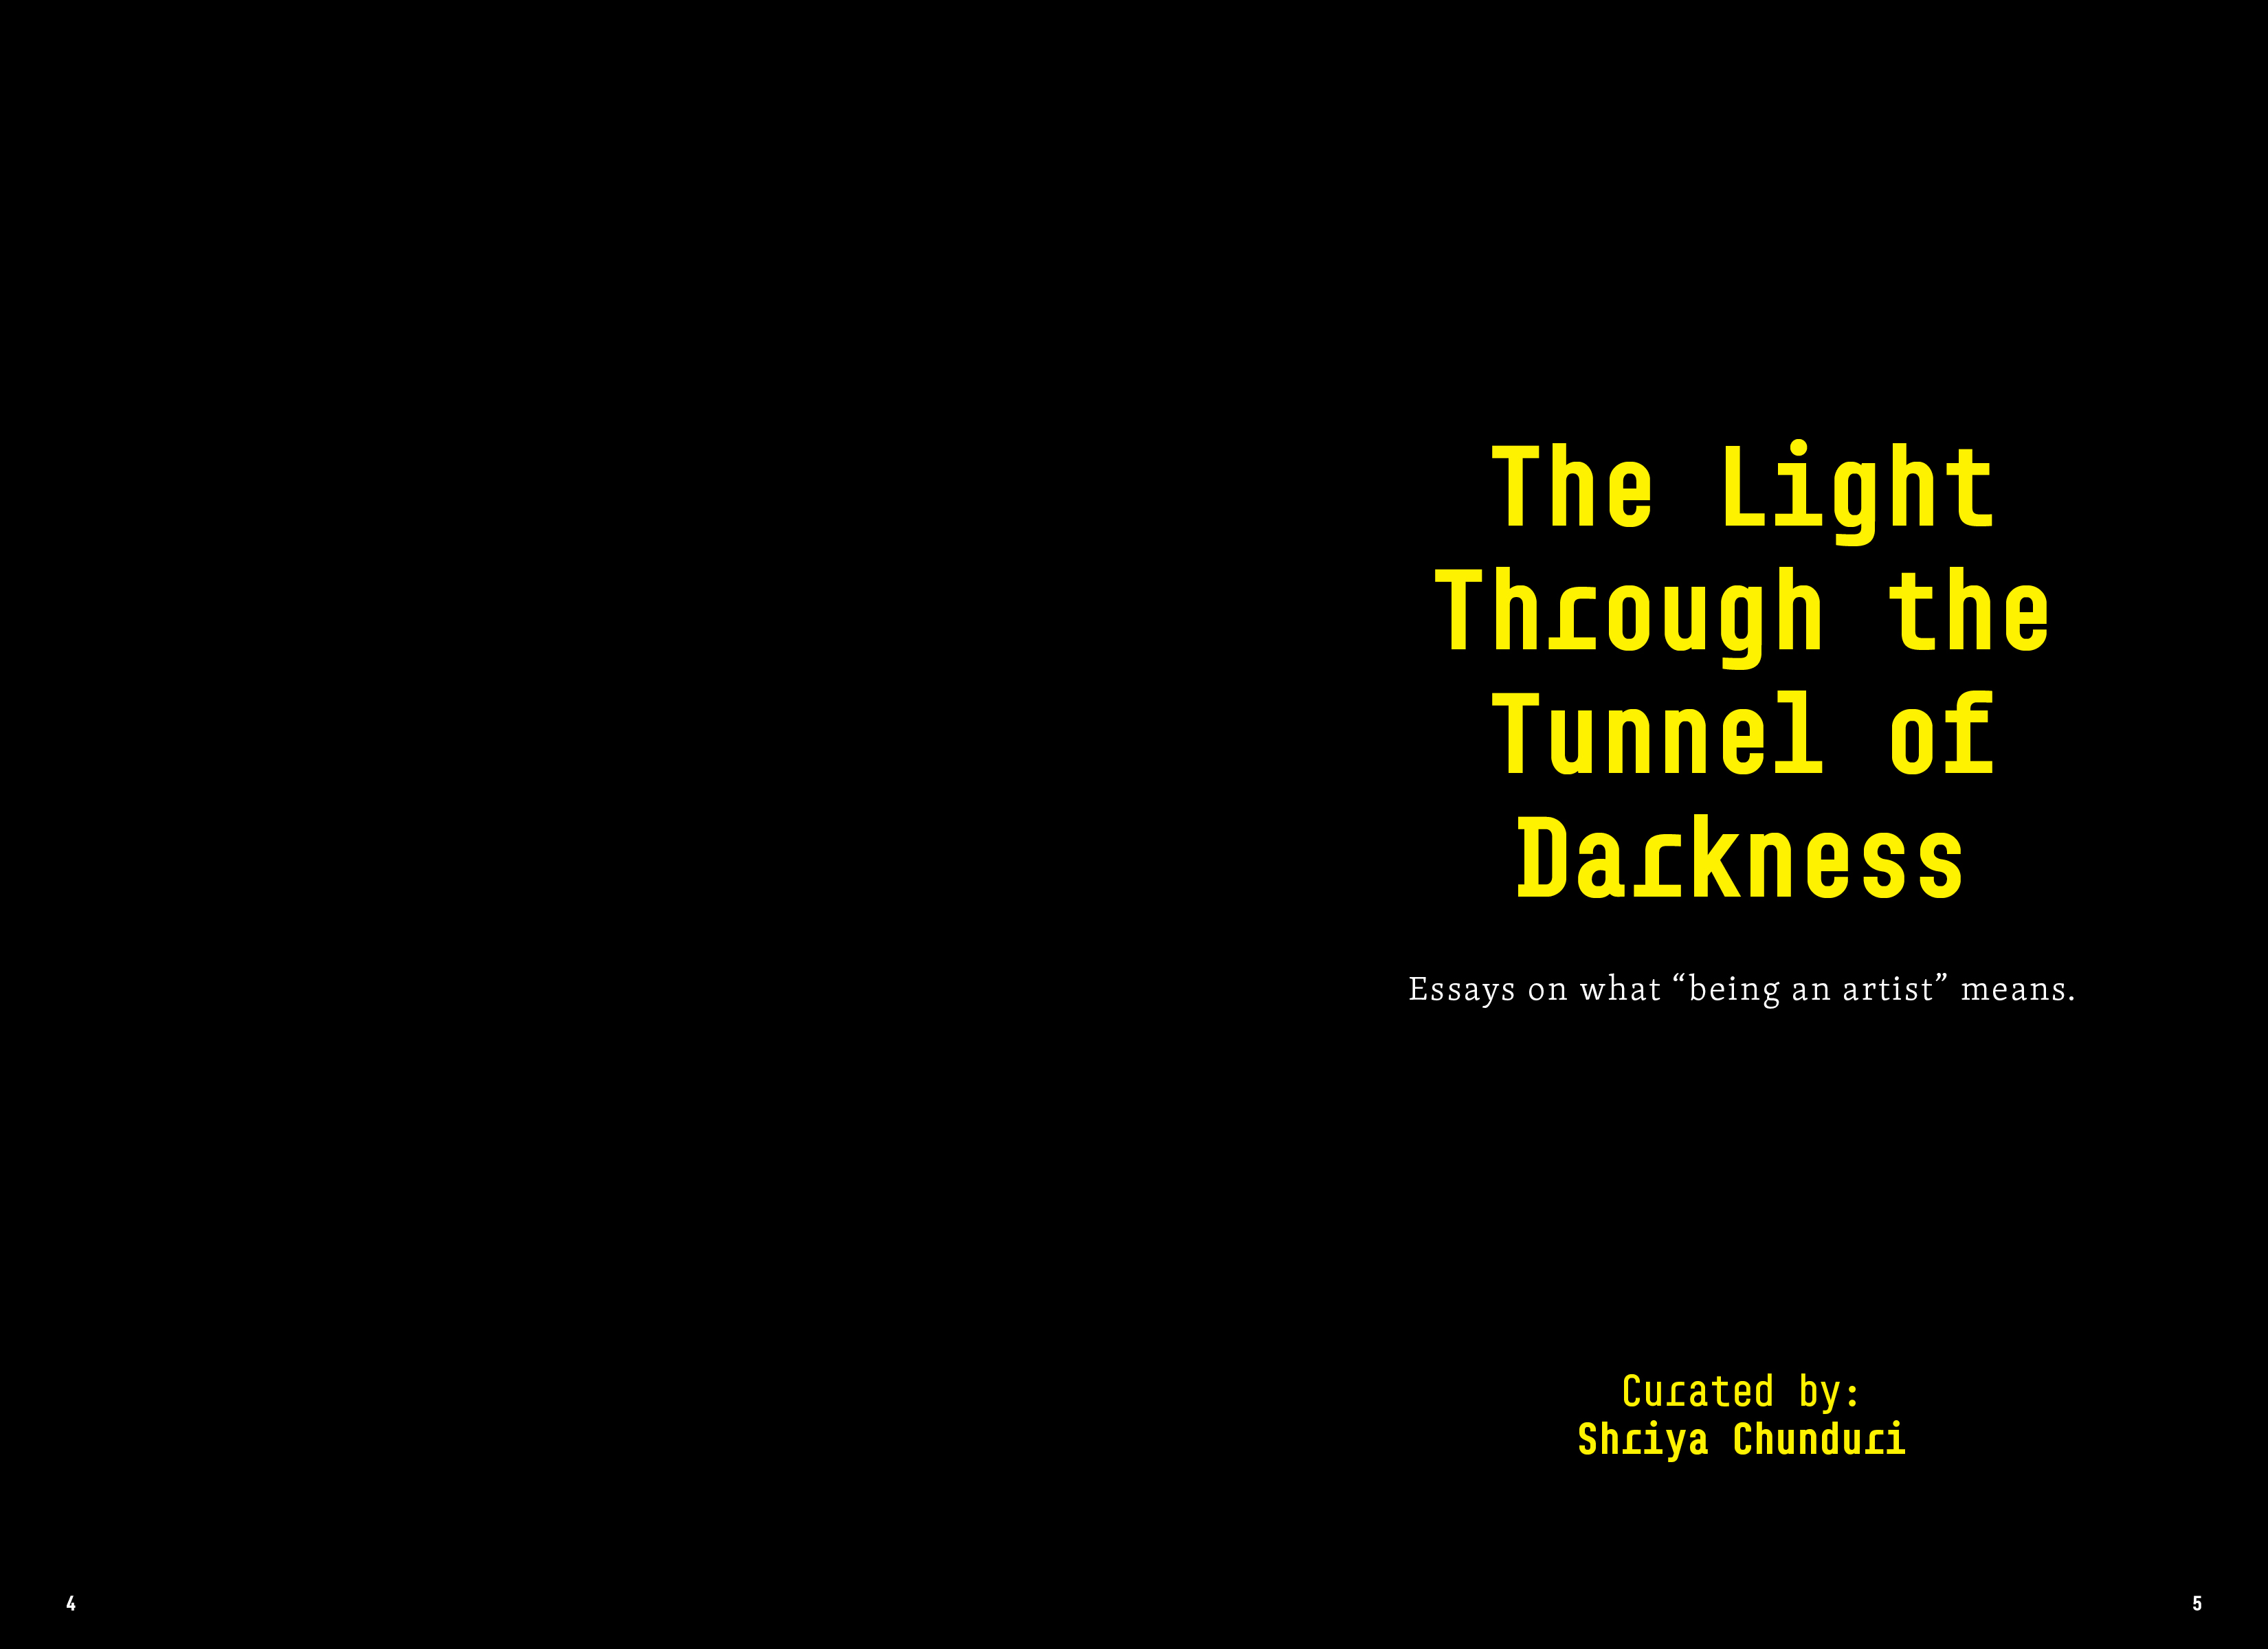 The Light
Through the
Tunnel of
Darkness
Essays on what “being an artist” means.
Curated by:
Shriya Chunduri
4
5